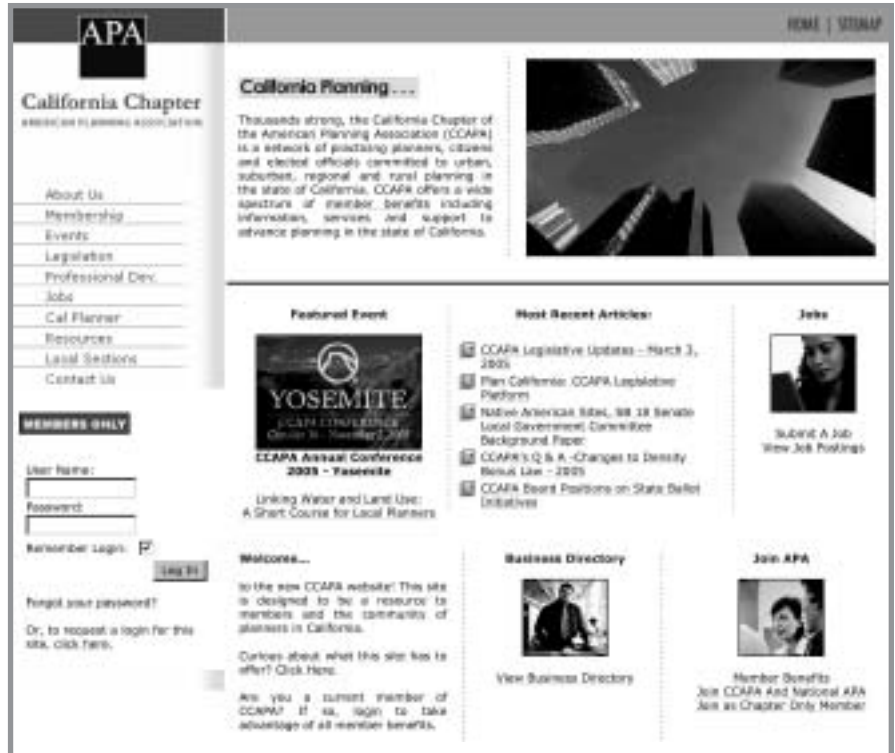 HOME | SITEMAP
APA
California Chapter
AMERICAN PLANNING ASSOCIATION
About Us
Membership
Events
Legislation
Professional Dev.
Jobs
Cal Planner
Resources
Local Sections
Contact Us
MEMBERS ONLY
User Name:
Password:
Remember Login:
Log In
Forgot your password?
Or, to request a login for this
site, click here.
California Planning . . .
Thousands strong, the California Chapter of
the American Planning Association (CCAPA)
is a network of practicing planners, citizens
and elected officials committed to urban,
suburban, regional and rural planning in
the state of California. CCAPA offers a wide
spectrum of member benefits including
information, services and support to
advance planning in the state of California.
Featured Event
YOSEMITE
CCAPA CONFERENCE
CCAPA Annual Conference
2005 - Yosemite
Linking Water and Land Use:
A Short Course for Local Planners
Most Recent Articles:
CCAPA Legislative Updates - March 3,
2005
Plan California: CCAPA Legislative
Platform
Native American Sites, SB 18 Senate
Local Government Committee
Background Paper
CCAPA's Q & A -Changes to Density
Bonus Law - 2005
CCAPA Board Positions on State Ballot
Initiatives
Jobs
Submit A Job
View Job Postings
Welcome...
to the new CCAPA website! This site
is designed to be a resource to
members and the community of
planners in California.
Curious about what this site has to
offer? Click Here.
Are you a current member of
CCAPA? If so, login to take
advantage of all member benefits.
Business Directory
View Business Directory
Join APA
Member Benefits
Join CCAPA And National APA
Join as Chapter Only Member